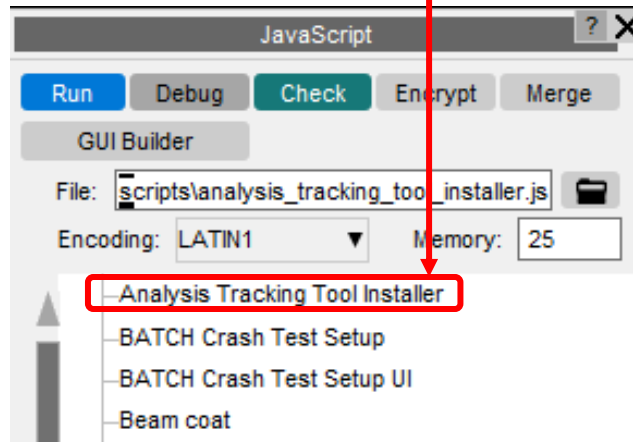 JavaScript ? X
Run Debug Check Encrypt Merge
GUI Builder
File: scripts\analysis_tracking_tool_installer.js
Encoding: LATIN1 Memory: 25
Analysis Tracking Tool Installer
BATCH Crash Test Setup
BATCH Crash Test Setup UI
Beam coat